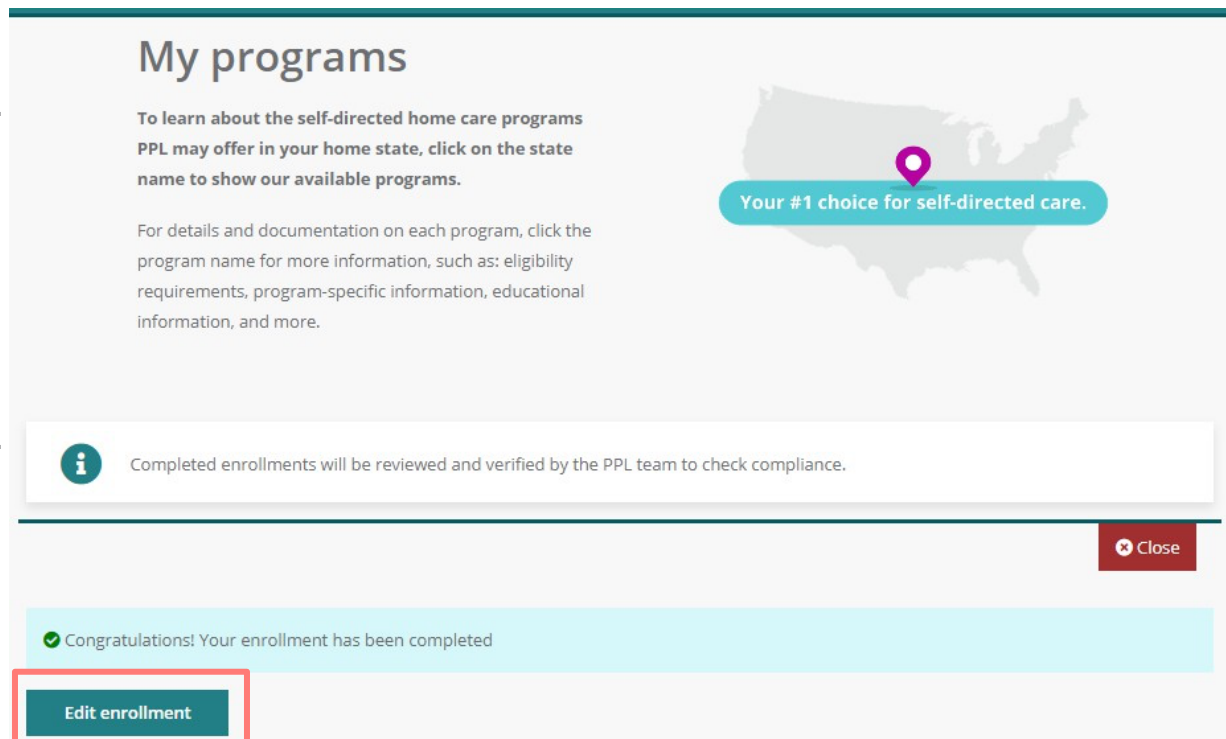 My programs
To learn about the self-directed home care programs
PPL may offer in your home state, click on the state
name to show our available programs.
Your #1 choice for self-directed care.
For details and documentation on each program, click the
program name for more information, such as: eligibility
requirements, program-specific information, educational
information, and more.
Completed enrollments will be reviewed and verified by the PPL team to check compliance.
Close
Congratulations! Your enrollment has been completed
Edit enrollment